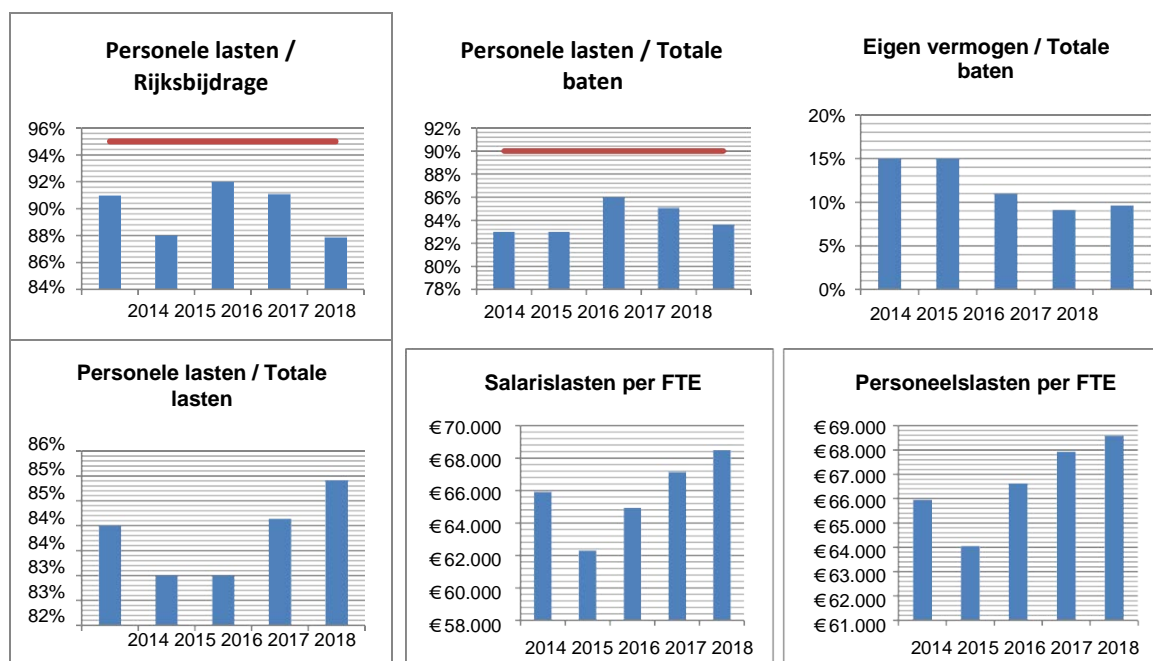 Personele lasten /
Rijksbijdrage
96%
94%
92%
90%
88%
86%
84%
2014 2015 2016 2017 2018
Personele lasten / Totale
baten
92%
90%
88%
86%
84%
82%
80%
78%
2014 2015 2016 2017 2018
Eigen vermogen / Totale
baten
20%
15%
10%
5%
0%
2014 2015 2016 2017 2018
Personele lasten / Totale
lasten
86%
85%
85%
84%
84%
83%
83%
82%
2014 2015 2016 2017 2018
Salarislasten per FTE
€ 70.000
€ 68.000
€ 66.000
€ 64.000
€ 62.000
€ 60.000
€ 58.000
2014 2015 2016 2017 2018
Personeelslasten per FTE
€ 69.000
€ 68.000
€ 67.000
€ 66.000
€ 65.000
€ 64.000
€ 63.000
€ 62.000
€ 61.000
2014 2015 2016 2017 2018